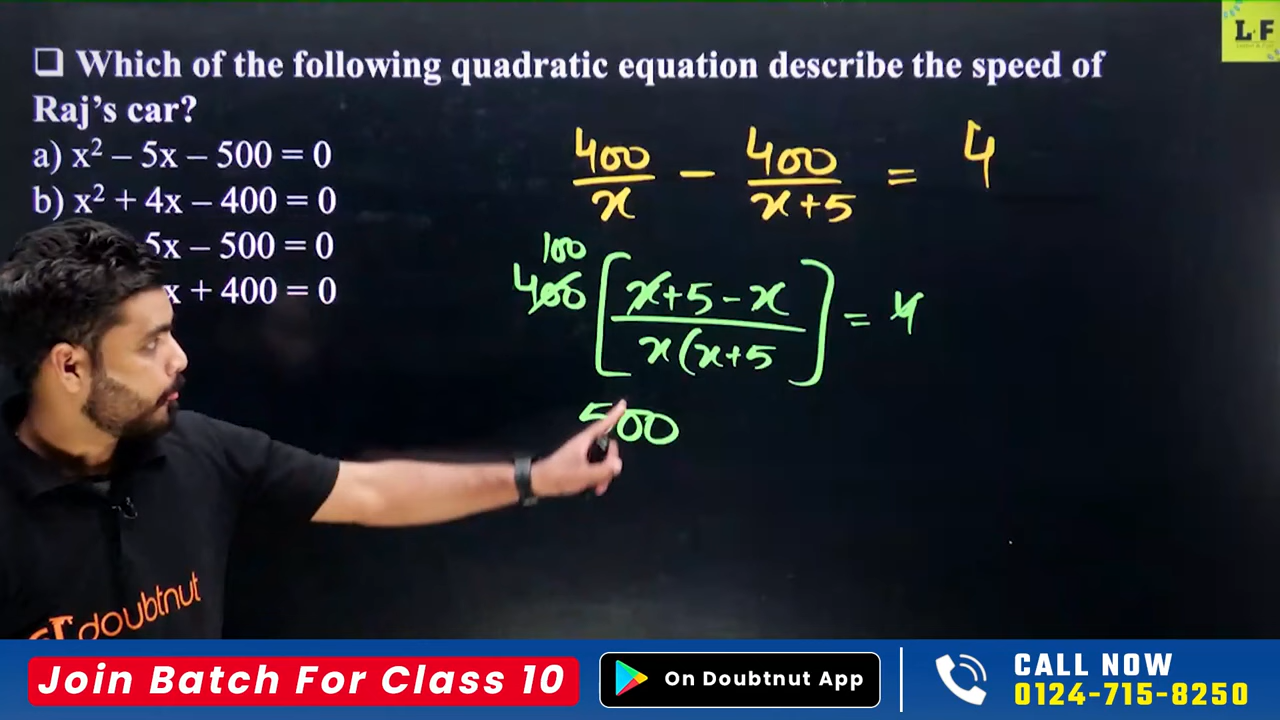 ❑ Which of the following quadratic equation describe the speed of
Raj's car?
a) x² – 5x – 500 = 0
b) x² + 4x – 400 = 0
5x – 500 = 0
x + 400 = 0
400/x − 400/(x+5) = 4
100
400 [ (x+5−x) / (x(x+5) ] = 4
500
L·F
doubtnut
Join Batch For Class 10
On Doubtnut App
CALL NOW
0124-715-8250